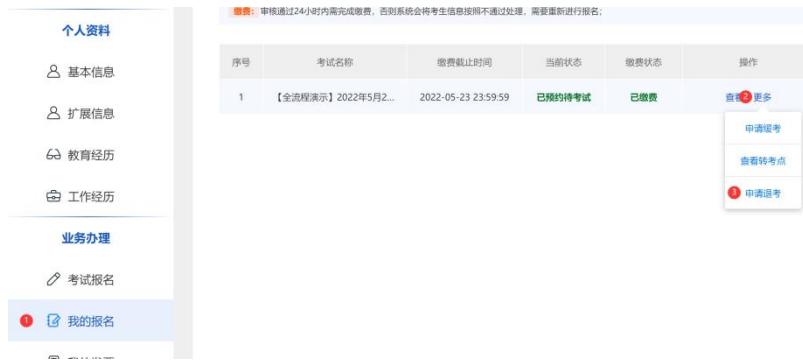 缴费：审核通过24小时内需完成缴费，否则系统会将考生信息按照不通过处理，需要重新进行报名；
个人资料
基本信息
扩展信息
教育经历
工作经历
业务办理
考试报名
1 我的报名
序号 考试名称 缴费截止时间 当前状态 缴费状态 操作
1 【全流程演示】2022年5月2... 2022-05-23 23:59:59 已预约待考试 已缴费 查 2 更多
申请缓考
查看转考点
3 申请退考